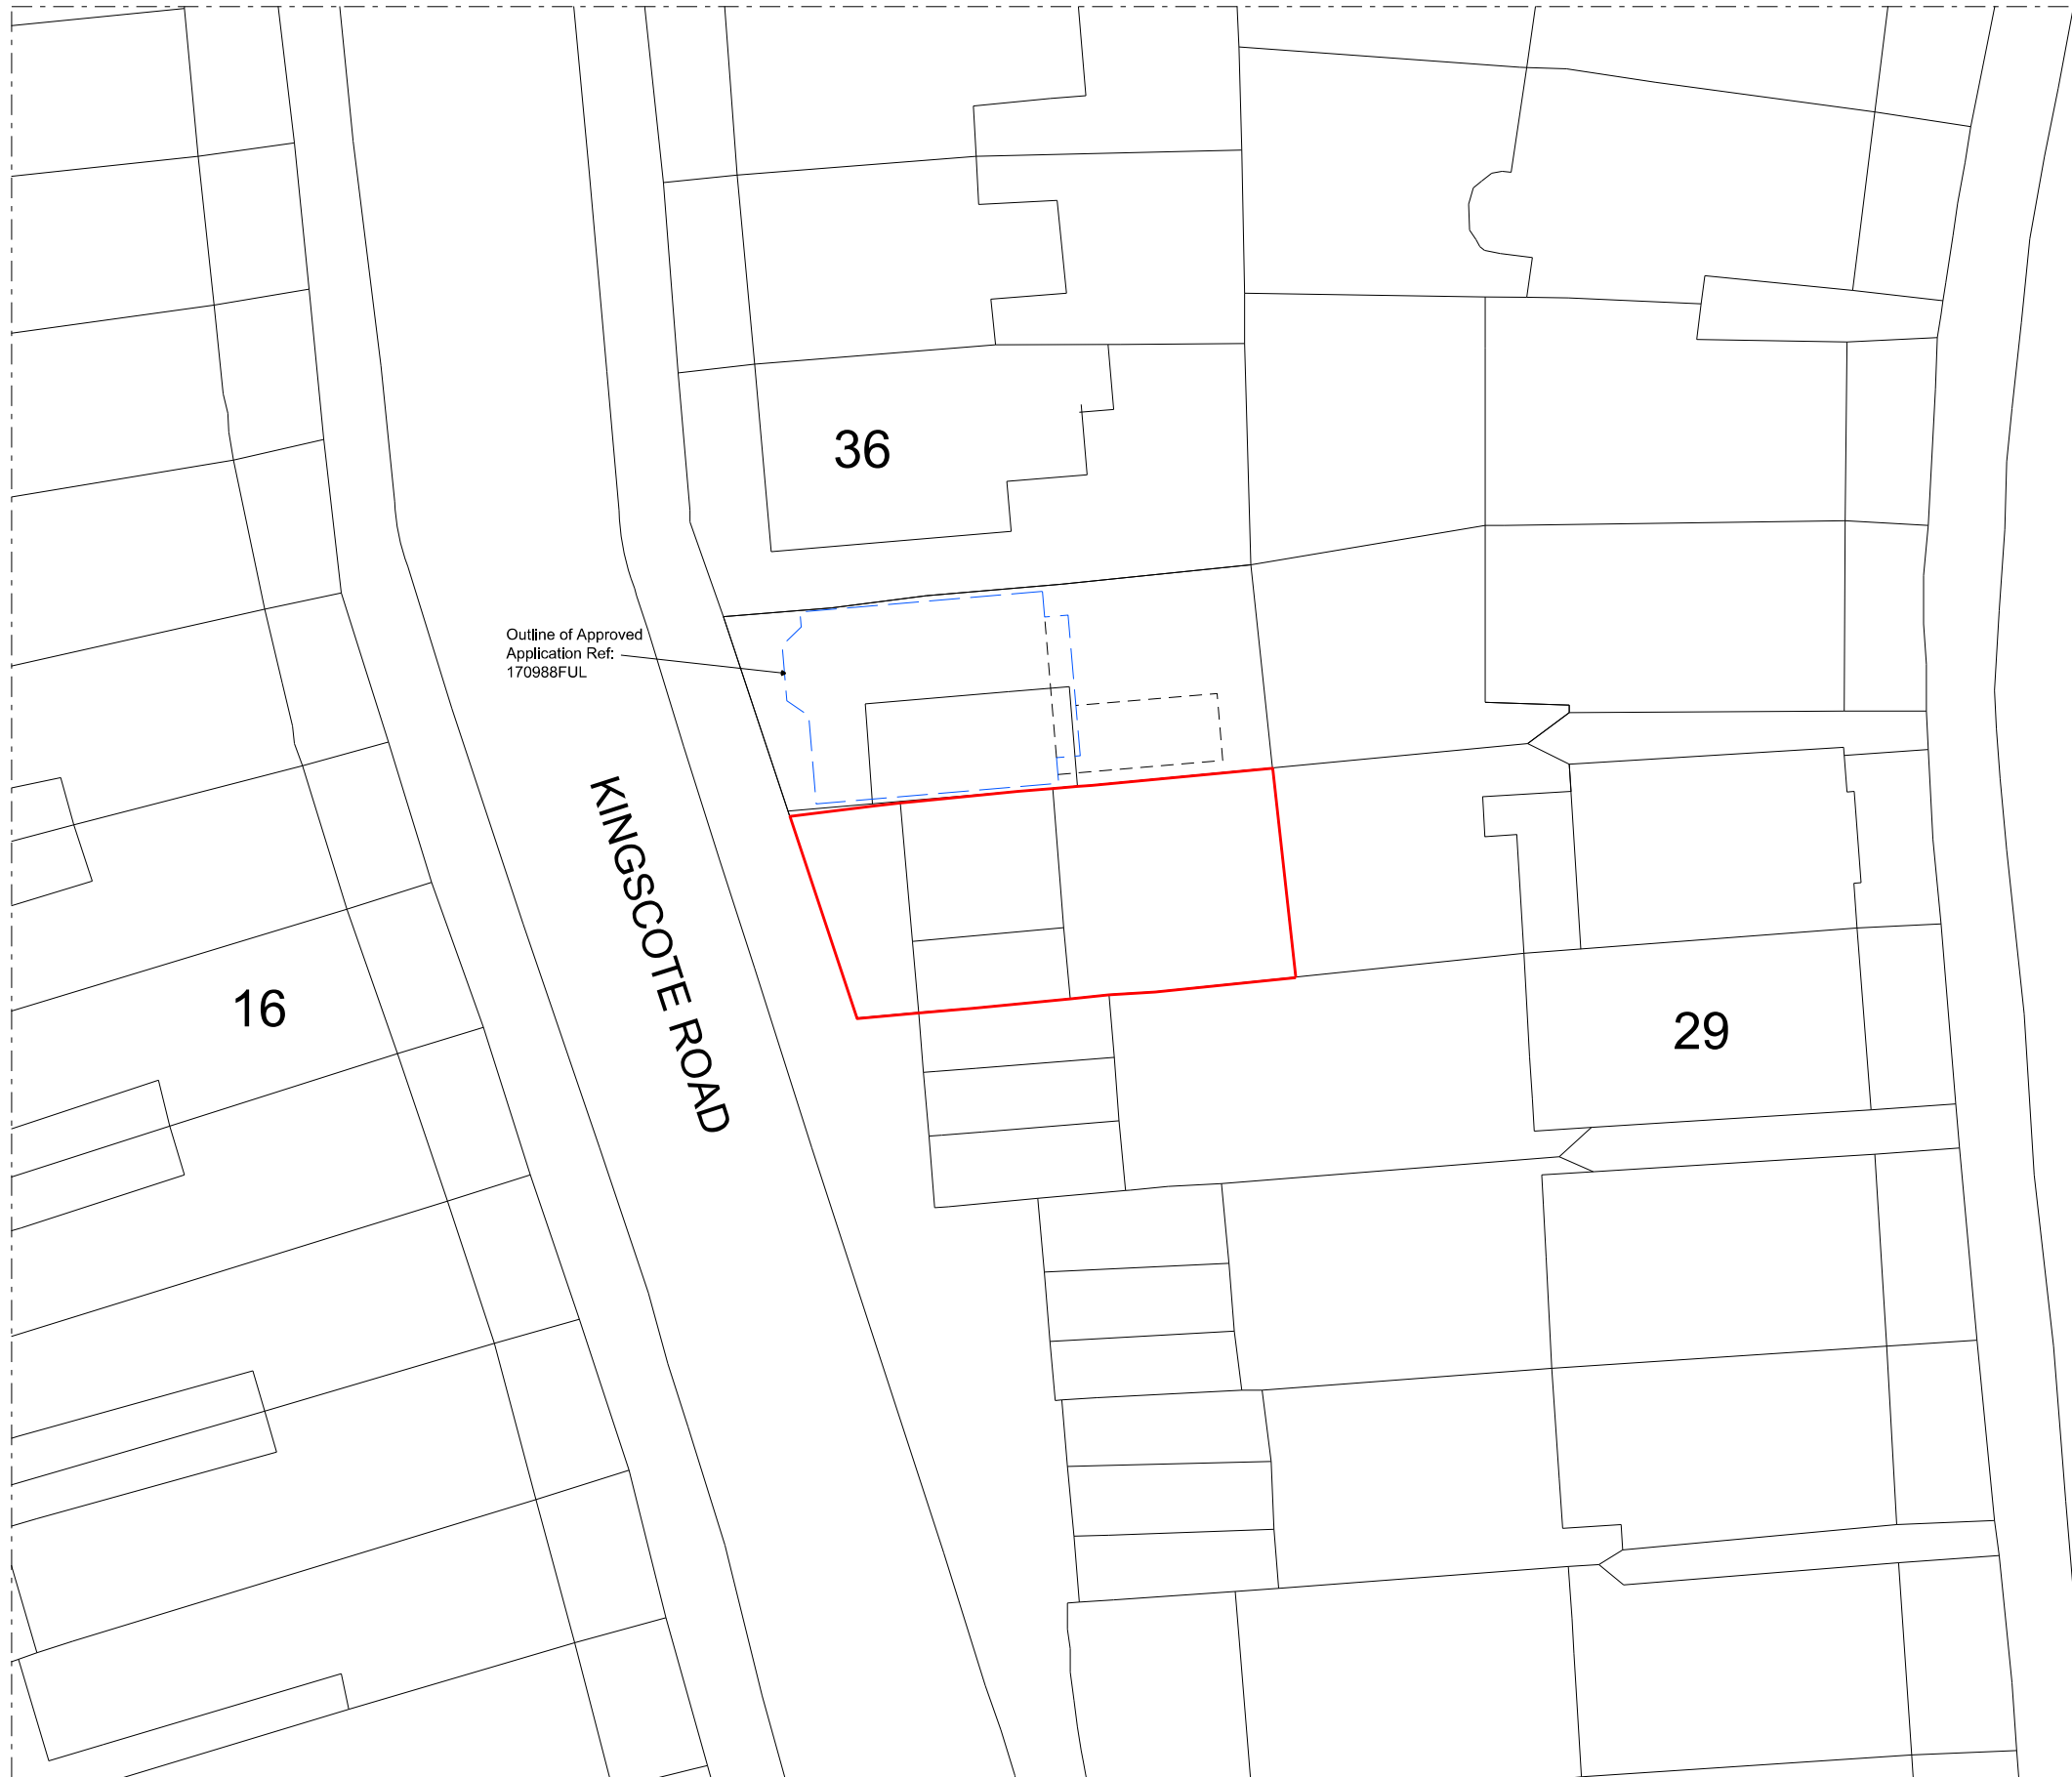 36
Outline of Approved
Application Ref:
170988FUL
KINGSCOTE ROAD
16
29